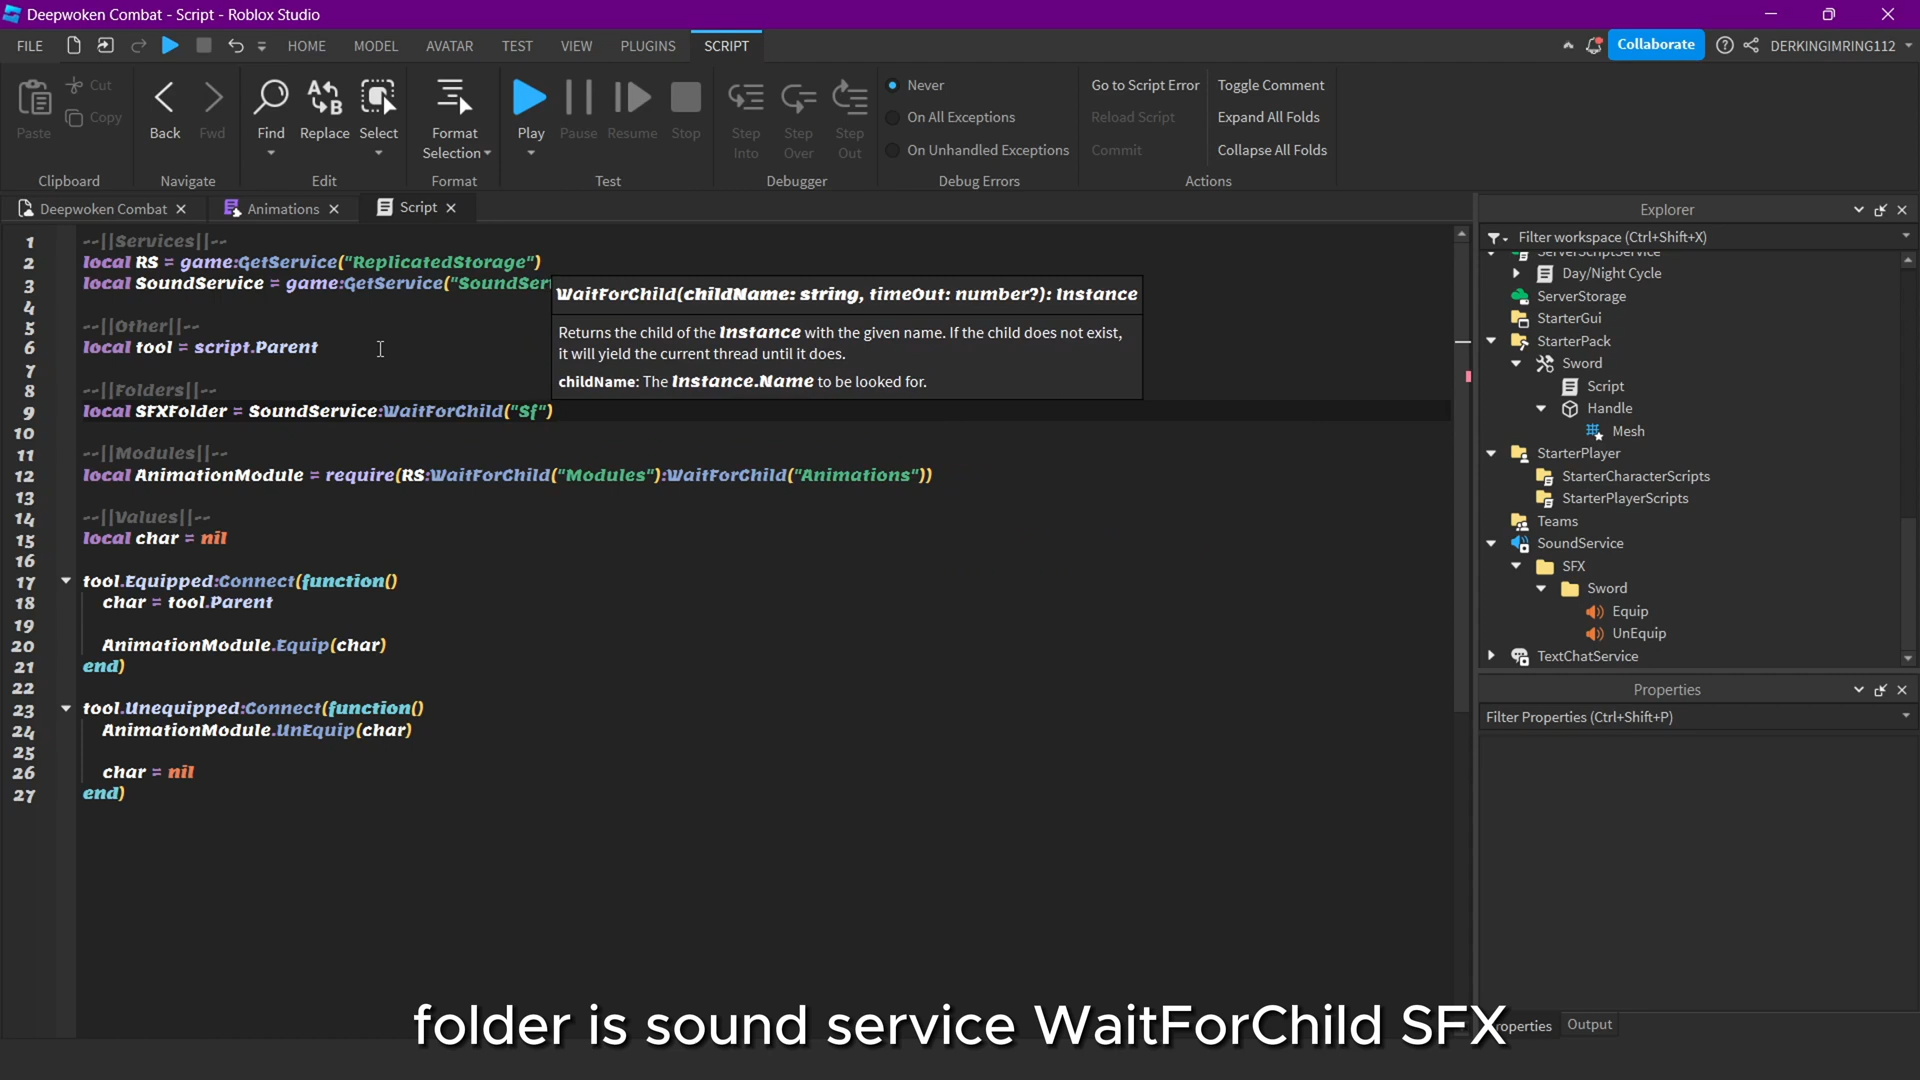 Deepwoken Combat - Script - Roblox Studio
FILE HOME MODEL AVATAR TEST VIEW PLUGINS SCRIPT Collaborate DERKINGIMRING112
Paste Cut Copy Back Fwd Find Replace Select Format Selection Play Pause Resume Stop Step Into Step Over Step Out
Never
On All Exceptions
On Unhandled Exceptions
Go to Script Error Toggle Comment
Reload Script Expand All Folds
Commit Collapse All Folds
Clipboard Navigate Edit Format Test Debugger Debug Errors Actions
Deepwoken Combat Animations Script
1 --||Services||--
2 local RS = game:GetService("ReplicatedStorage")
3 local SoundService = game:GetService("SoundSer
4
5 --||Other||--
6 local tool = script.Parent
7
8 --||Folders||--
9 local SFXFolder = SoundService:WaitForChild("Sf")
10
11 --||Modules||--
12 local AnimationModule = require(RS:WaitForChild("Modules"):WaitForChild("Animations"))
13
14 --||Values||--
15 local char = nil
16
17 tool.Equipped:Connect(function()
18 char = tool.Parent
19
20 AnimationModule.Equip(char)
21 end)
22
23 tool.Unequipped:Connect(function()
24 AnimationModule.UnEquip(char)
25
26 char = nil
27 end)
WaitForChild(childName: string, timeOut: number?): Instance
Returns the child of the Instance with the given name. If the child does not exist,
it will yield the current thread until it does.
childName: The Instance.Name to be looked for.
Explorer
Filter workspace (Ctrl+Shift+X)
ServerScriptService
Day/Night Cycle
ServerStorage
StarterGui
StarterPack
Sword
Script
Handle
Mesh
StarterPlayer
StarterCharacterScripts
StarterPlayerScripts
Teams
SoundService
SFX
Sword
Equip
UnEquip
TextChatService
Properties
Filter Properties (Ctrl+Shift+P)
roperties Output
folder is sound service WaitForChild SFX